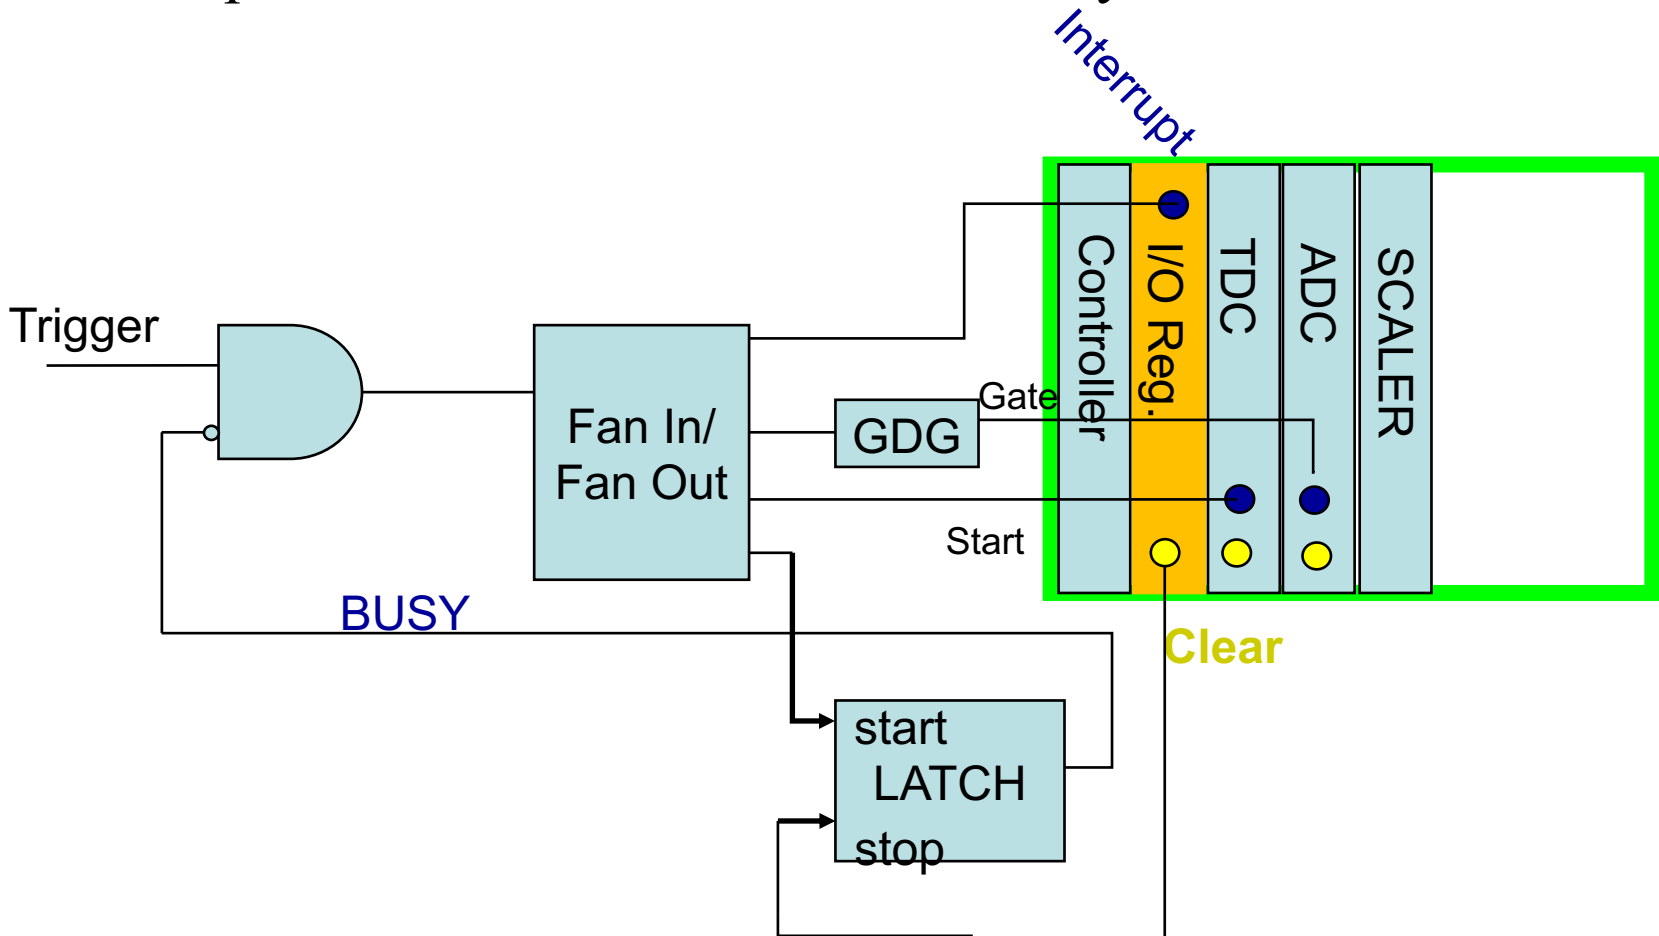 Interrupt
Trigger
Controller
I/O Reg.
TDC
ADC
SCALER
Gate
Fan In/
Fan Out
GDG
Start
BUSY
Clear
start
LATCH
stop